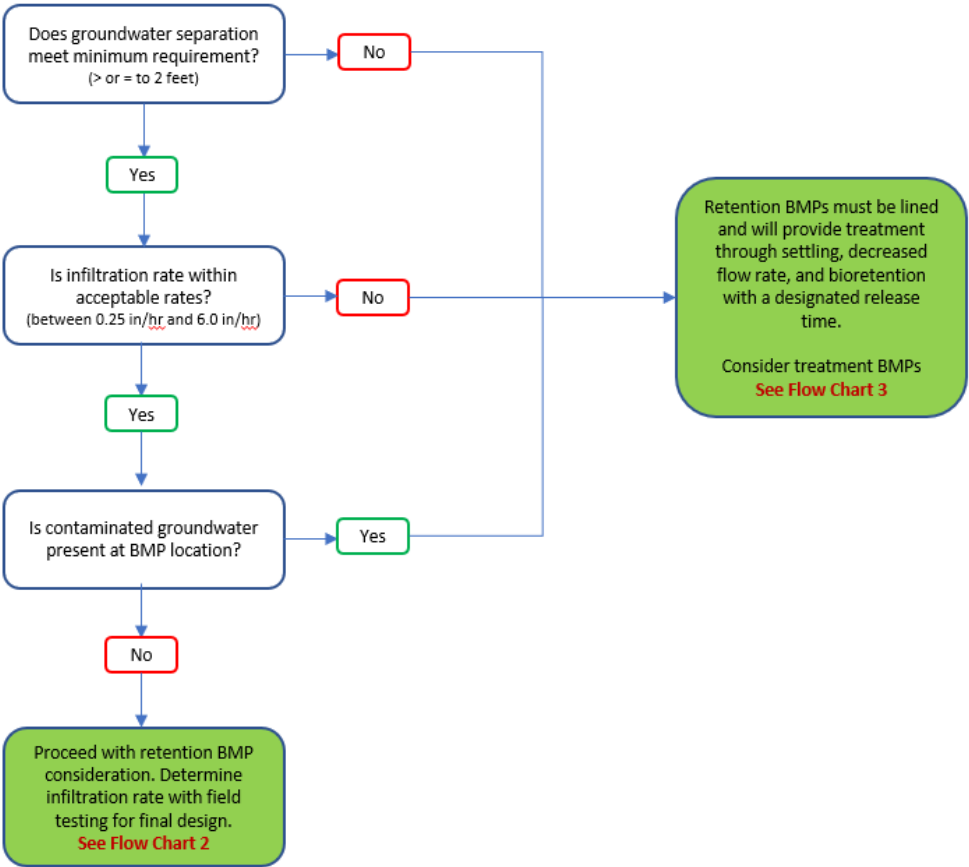 Does groundwater separation
meet minimum requirement?
(> or = to 2 feet)
No
Yes
Is infiltration rate within
acceptable rates?
(between 0.25 in/hr and 6.0 in/hr)
No
Retention BMPs must be lined
and will provide treatment
through settling, decreased
flow rate, and bioretention
with a designated release
time.
Consider treatment BMPs
See Flow Chart 3
Yes
Is contaminated groundwater
present at BMP location?
Yes
No
Proceed with retention BMP
consideration. Determine
infiltration rate with field
testing for final design.
See Flow Chart 2